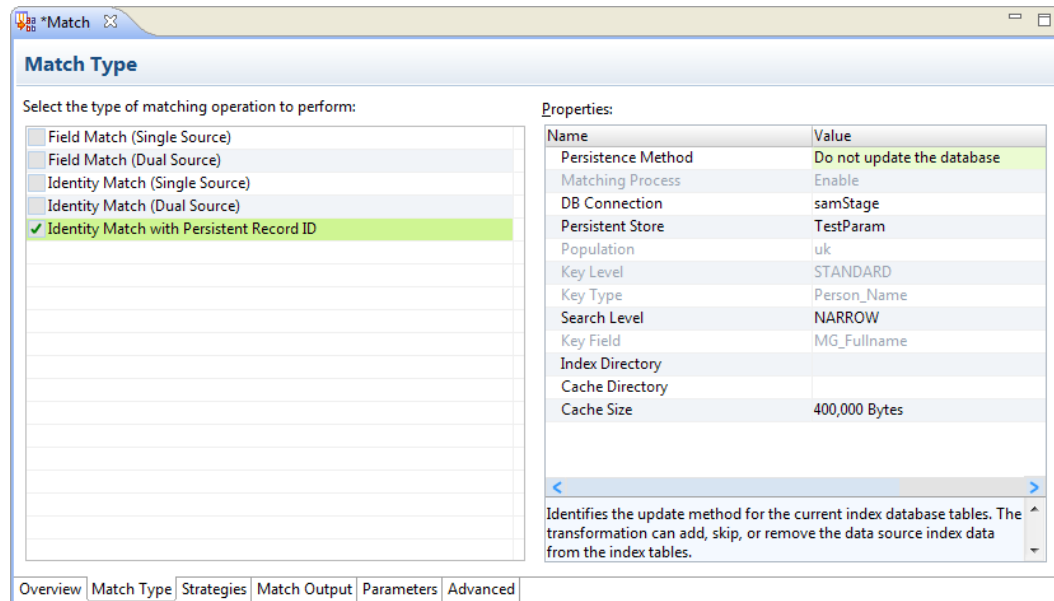 *Match
Match Type
Select the type of matching operation to perform:
Field Match (Single Source)
Field Match (Dual Source)
Identity Match (Single Source)
Identity Match (Dual Source)
Identity Match with Persistent Record ID
Properties:
Name Value
Persistence Method Do not update the database
Matching Process Enable
DB Connection samStage
Persistent Store TestParam
Population uk
Key Level STANDARD
Key Type Person_Name
Search Level NARROW
Key Field MG_Fullname
Index Directory
Cache Directory
Cache Size 400,000 Bytes
Identifies the update method for the current index database tables. The
transformation can add, skip, or remove the data source index data
from the index tables.
Overview Match Type Strategies Match Output Parameters Advanced